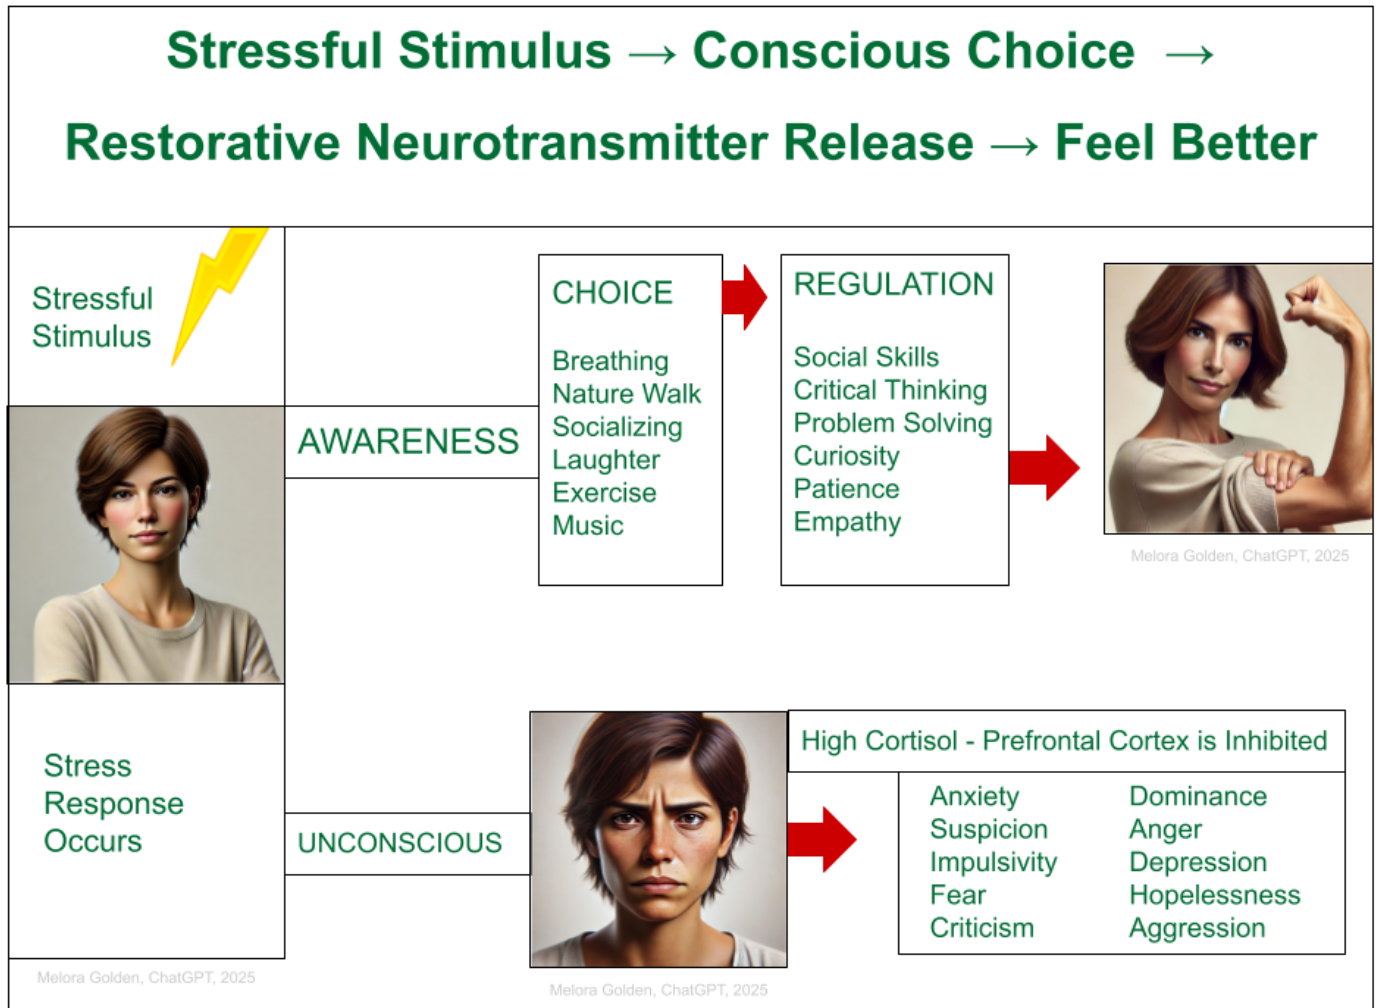 Stressful Stimulus → Conscious Choice →
Restorative Neurotransmitter Release → Feel Better
Stressful
Stimulus
AWARENESS
CHOICE
Breathing
Nature Walk
Socializing
Laughter
Exercise
Music
REGULATION
Social Skills
Critical Thinking
Problem Solving
Curiosity
Patience
Empathy
Melora Golden, ChatGPT, 2025
Stress
Response
Occurs
Melora Golden, ChatGPT, 2025
UNCONSCIOUS
Melora Golden, ChatGPT, 2025
High Cortisol - Prefrontal Cortex is Inhibited
Anxiety
Suspicion
Impulsivity
Fear
Criticism
Dominance
Anger
Depression
Hopelessness
Aggression